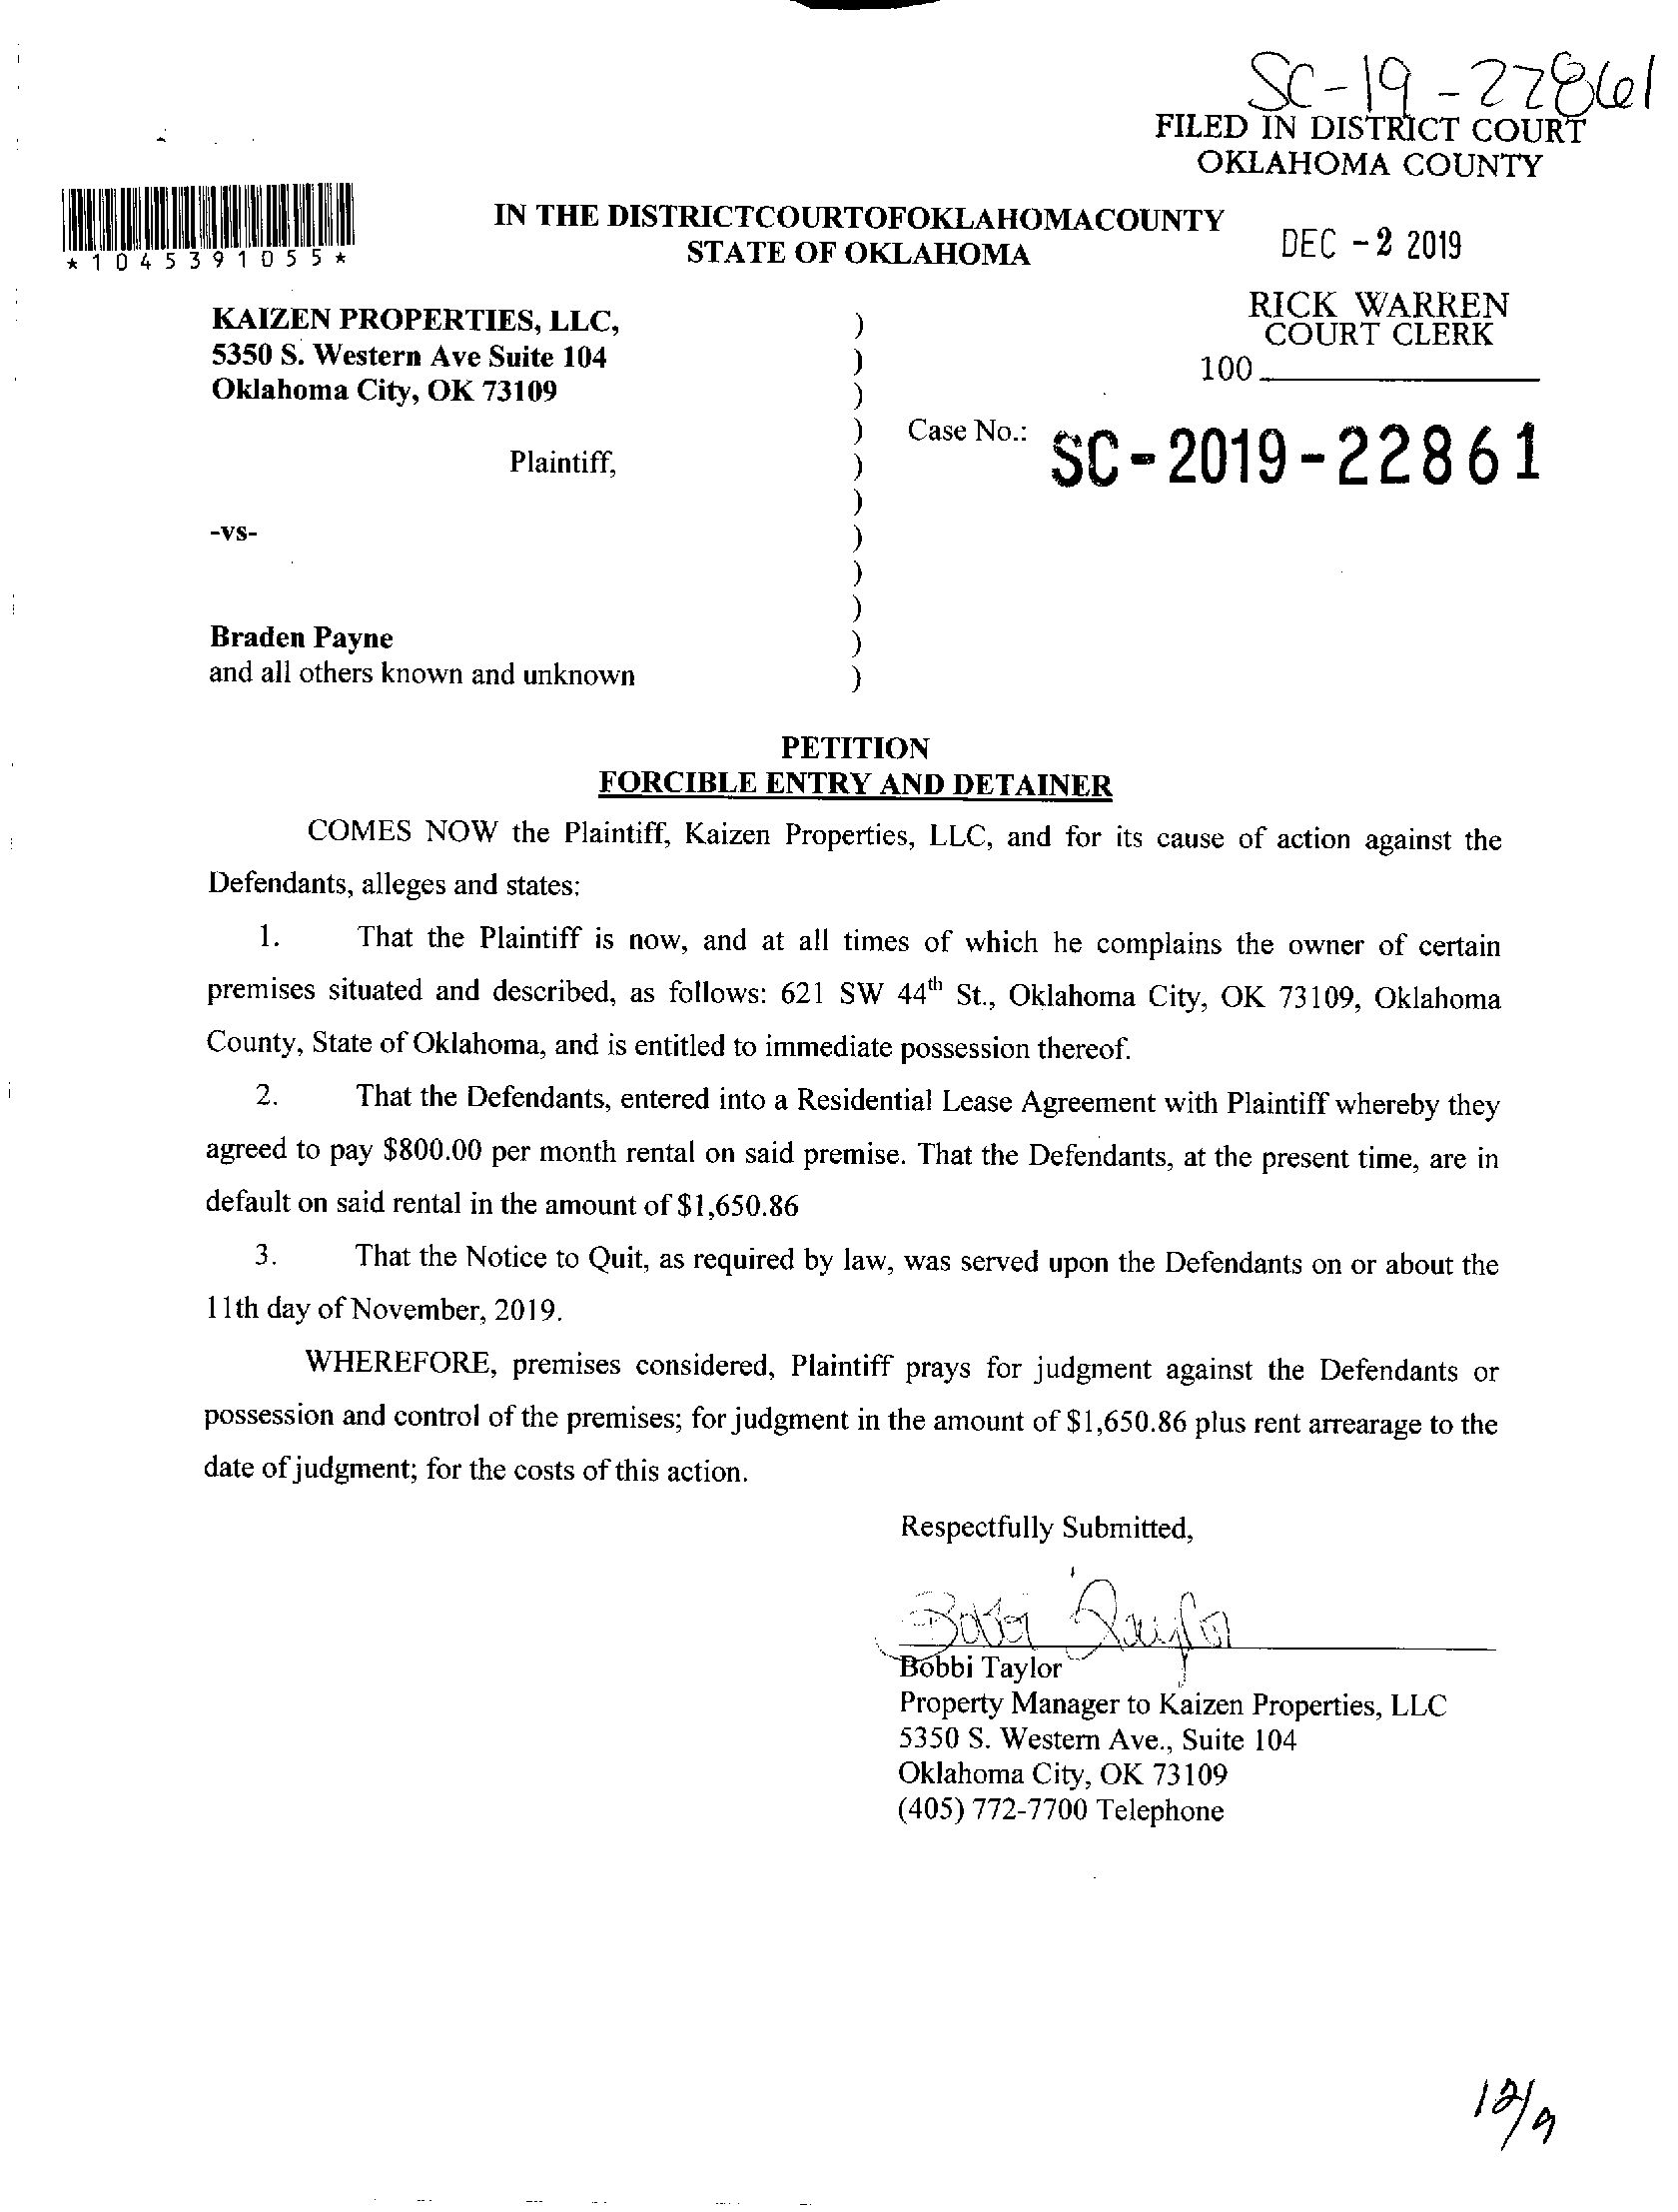 SC-19-22861
FILED IN DISTRICT COURT
OKLAHOMA COUNTY
*1045391055*
IN THE DISTRICTCOURTOFOKLAHOMACOUNTY
STATE OF OKLAHOMA
DEC -2 2019
RICK WARREN
COURT CLERK
100
KAIZEN PROPERTIES, LLC, )
5350 S. Western Ave Suite 104 )
Oklahoma City, OK 73109 )
) Case No.: SC-2019-22861
Plaintiff, )
)
-vs- )
)
)
Braden Payne )
and all others known and unknown )
PETITION
FORCIBLE ENTRY AND DETAINER
COMES NOW the Plaintiff, Kaizen Properties, LLC, and for its cause of action against the
Defendants, alleges and states:
1. That the Plaintiff is now, and at all times of which he complains the owner of certain
premises situated and described, as follows: 621 SW 44th St., Oklahoma City, OK 73109, Oklahoma
County, State of Oklahoma, and is entitled to immediate possession thereof.
2. That the Defendants, entered into a Residential Lease Agreement with Plaintiff whereby they
agreed to pay $800.00 per month rental on said premise. That the Defendants, at the present time, are in
default on said rental in the amount of $1,650.86
3. That the Notice to Quit, as required by law, was served upon the Defendants on or about the
11th day of November, 2019.
WHEREFORE, premises considered, Plaintiff prays for judgment against the Defendants or
possession and control of the premises; for judgment in the amount of $1,650.86 plus rent arrearage to the
date of judgment; for the costs of this action.
Respectfully Submitted,
Bobbi Taylor
Bobbi Taylor
Property Manager to Kaizen Properties, LLC
5350 S. Western Ave., Suite 104
Oklahoma City, OK 73109
(405) 772-7700 Telephone
12/9